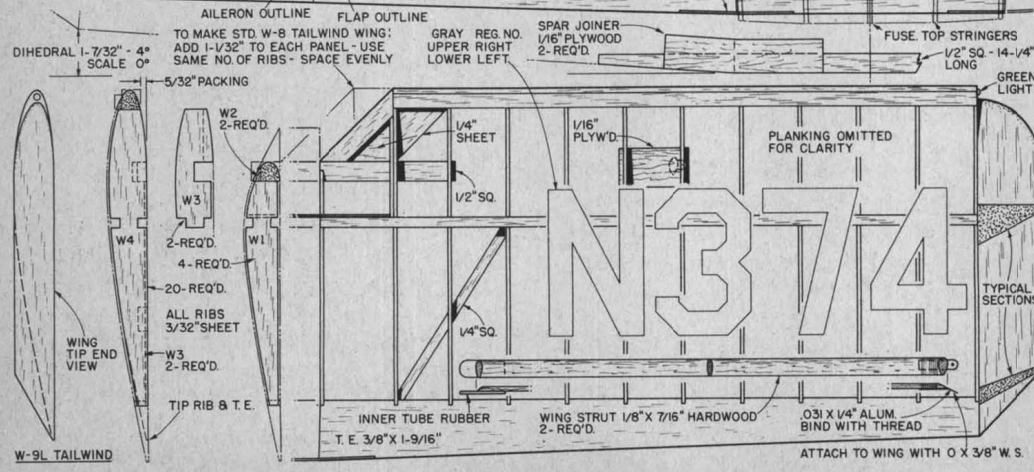 AILERON OUTLINE
FLAP OUTLINE
TO MAKE STD. W-8 TAILWIND WING:
ADD 1-1/32" TO EACH PANEL - USE
SAME NO. OF RIBS - SPACE EVENLY
GRAY REG. NO.
UPPER RIGHT
LOWER LEFT
SPAR JOINER
1/16" PLYWOOD
2-REQ'D.
FUSE. TOP STRINGERS
1/2" SQ. - 14-1/4"
LONG
GREEN
LIGHT
DIHEDRAL 1-7/32" - 4°
SCALE 0°
5/32" PACKING
W2
2-REQ'D.
1/4"
SHEET
1/16"
PLYW'D.
PLANKING OMITTED
FOR CLARITY
1/2" SQ.
W3
2-REQ'D.
W4
W1
4-REQ'D.
20-REQ'D.
N374
ALL RIBS
3/32" SHEET
TYPICAL
SECTIONS
WING
TIP END
VIEW
W3
2-REQ'D.
1/4" SQ.
TIP RIB & T.E.
INNER TUBE RUBBER
T.E. 3/8" X 1-9/16"
WING STRUT 1/8" X 7/16" HARDWOOD
2-REQ'D.
.031 X 1/4" ALUM.
BIND WITH THREAD
ATTACH TO WING WITH 0 X 3/8" W.S.
W-9L TAILWIND